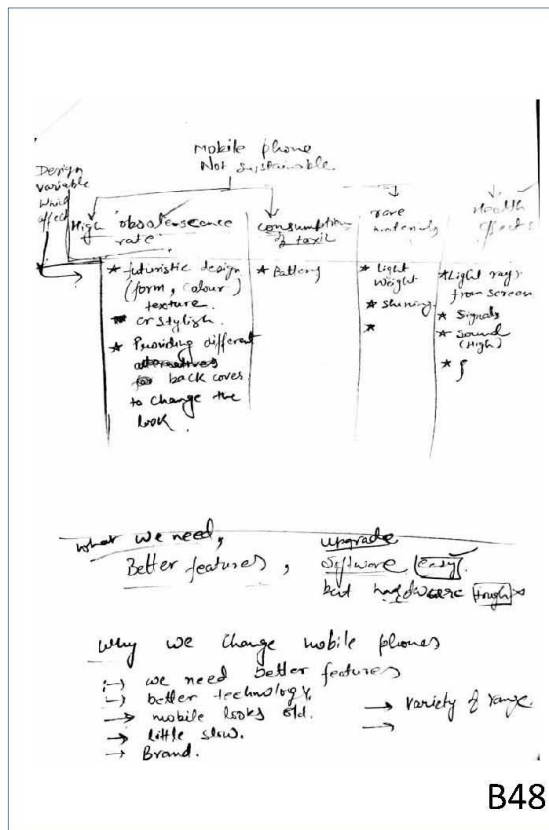 Mobile phone
Not sustainable.
Design
variable
which
affect
High obsolenscance
rate
consumption
of toxic
rare
materials
Health
effects
* futuristic design
(form, colour)
texture.
* or stylish.
* Providing different
alternatives
for back coves
to change the
look.
* Battery
* Light
Weight
* shining
*
* Light rays
from screen
* Signals
* Sound
(High)
*
what we need,
Better features,
upgrade
Software easy.
but hardware tough
Why we change mobile phones
→ we need better features
→ better technology.
→ mobile looks old.
→ little slow.
→ Brand.
→ variety of range.
→
B48